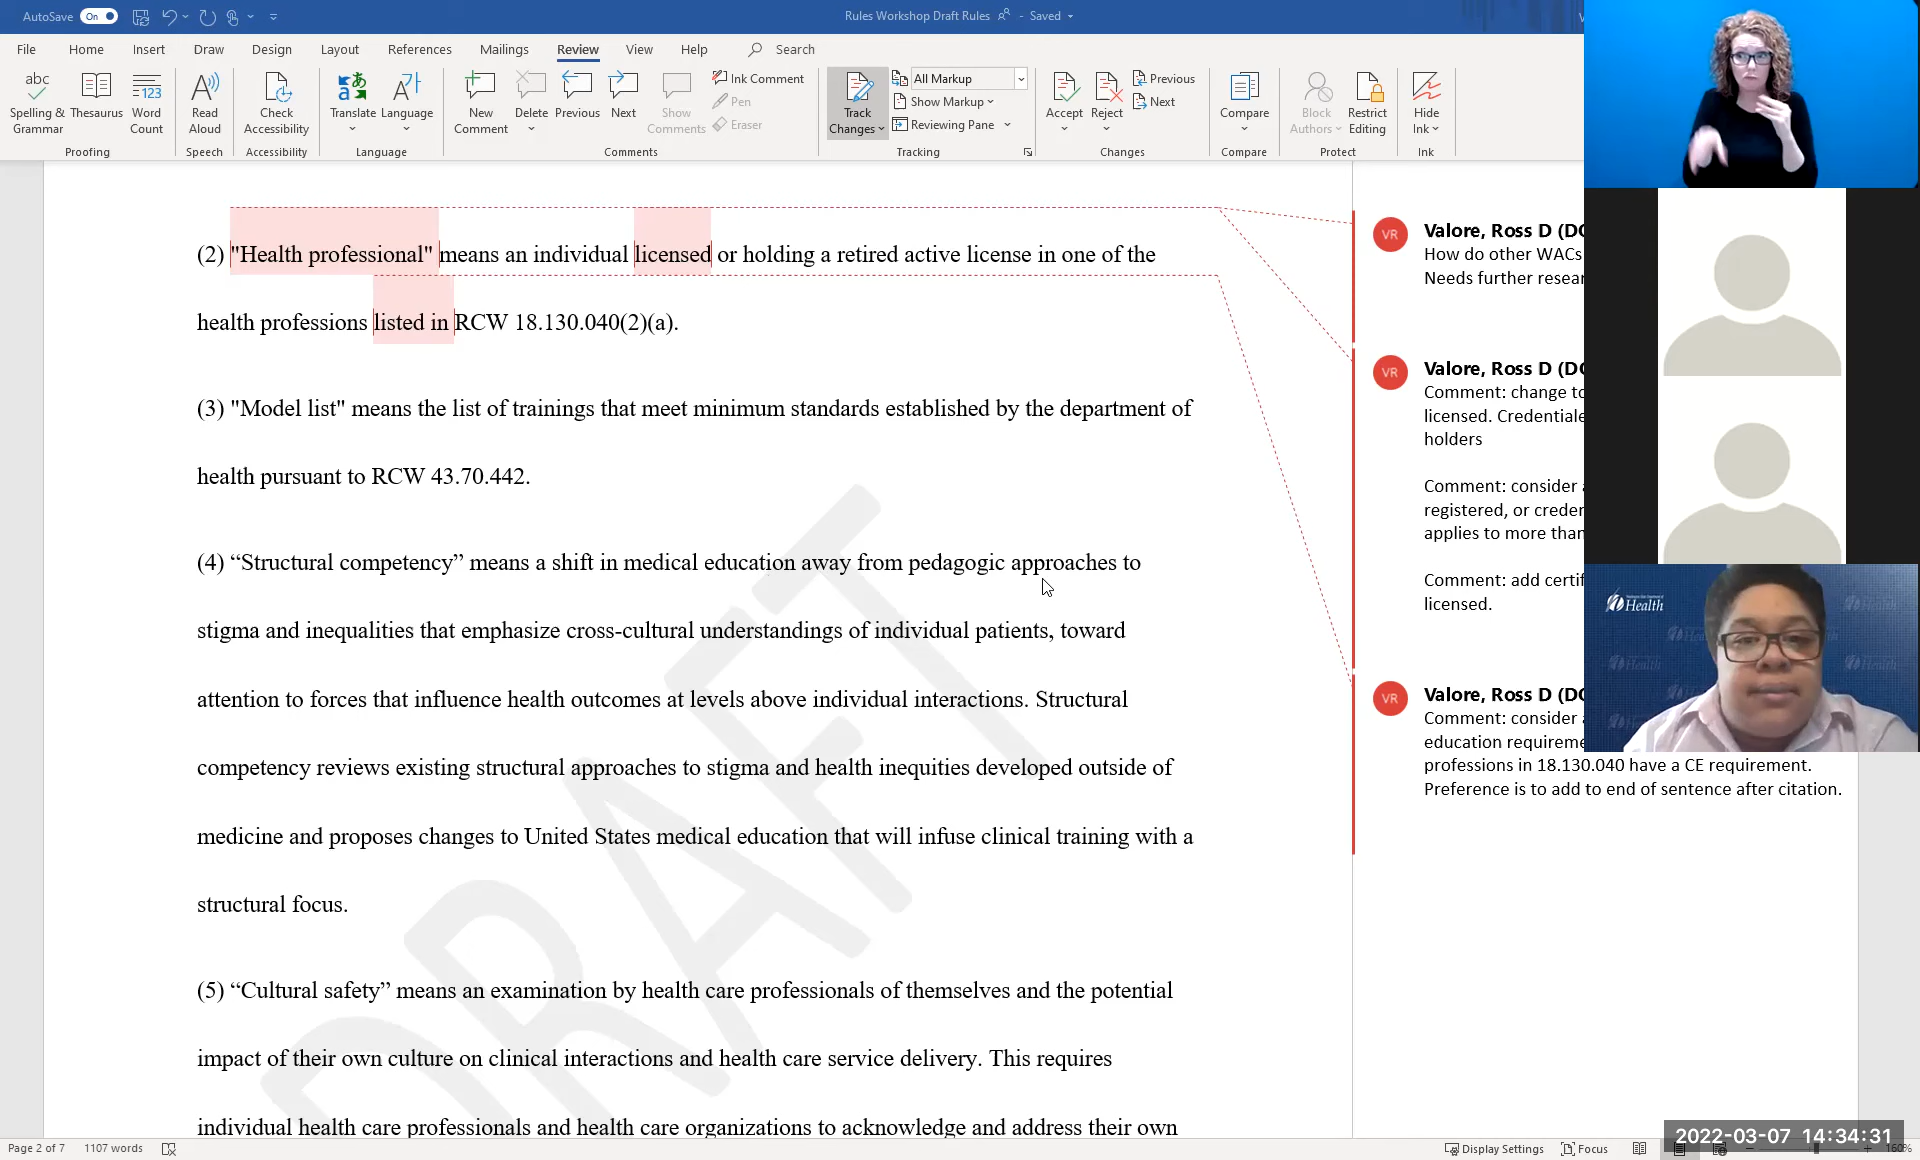 AutoSave On Rules Workshop Draft Rules - Saved
File Home Insert Draw Design Layout References Mailings Review View Help Search
abc
Spelling & Grammar Thesaurus 123 Word Count Read Aloud Check Accessibility Translate Language New Comment Delete Previous Next Show Comments Ink Comment Pen Eraser Track Changes All Markup Show Markup Reviewing Pane Accept Reject Previous Next Compare Block Authors Restrict Editing Hide Ink
Proofing Speech Accessibility Language Comments Tracking Changes Compare Protect Ink
(2) "Health professional" means an individual licensed or holding a retired active license in one of the
health professions listed in RCW 18.130.040(2)(a).
(3) "Model list" means the list of trainings that meet minimum standards established by the department of
health pursuant to RCW 43.70.442.
(4) “Structural competency” means a shift in medical education away from pedagogic approaches to
stigma and inequalities that emphasize cross-cultural understandings of individual patients, toward
attention to forces that influence health outcomes at levels above individual interactions. Structural
competency reviews existing structural approaches to stigma and health inequities developed outside of
medicine and proposes changes to United States medical education that will infuse clinical training with a
structural focus.
(5) “Cultural safety” means an examination by health care professionals of themselves and the potential
impact of their own culture on clinical interactions and health care service delivery. This requires
individual health care professionals and health care organizations to acknowledge and address their own
DRAFT
VR Valore, Ross D
How do other WACs
Needs further
VR Valore, Ross D
Comment: change to
licensed.
holders
Comment: consider
registered, or
applies to more
Comment: add
licensed.
VR Valore, Ross D
Comment: consider
education
professions in 18.130.040 have a CE requirement.
Preference is to add to end of sentence after citation.
Health
Page 2 of 7 1107 words Display Settings Focus 160%
2022-03-07 14:34:31